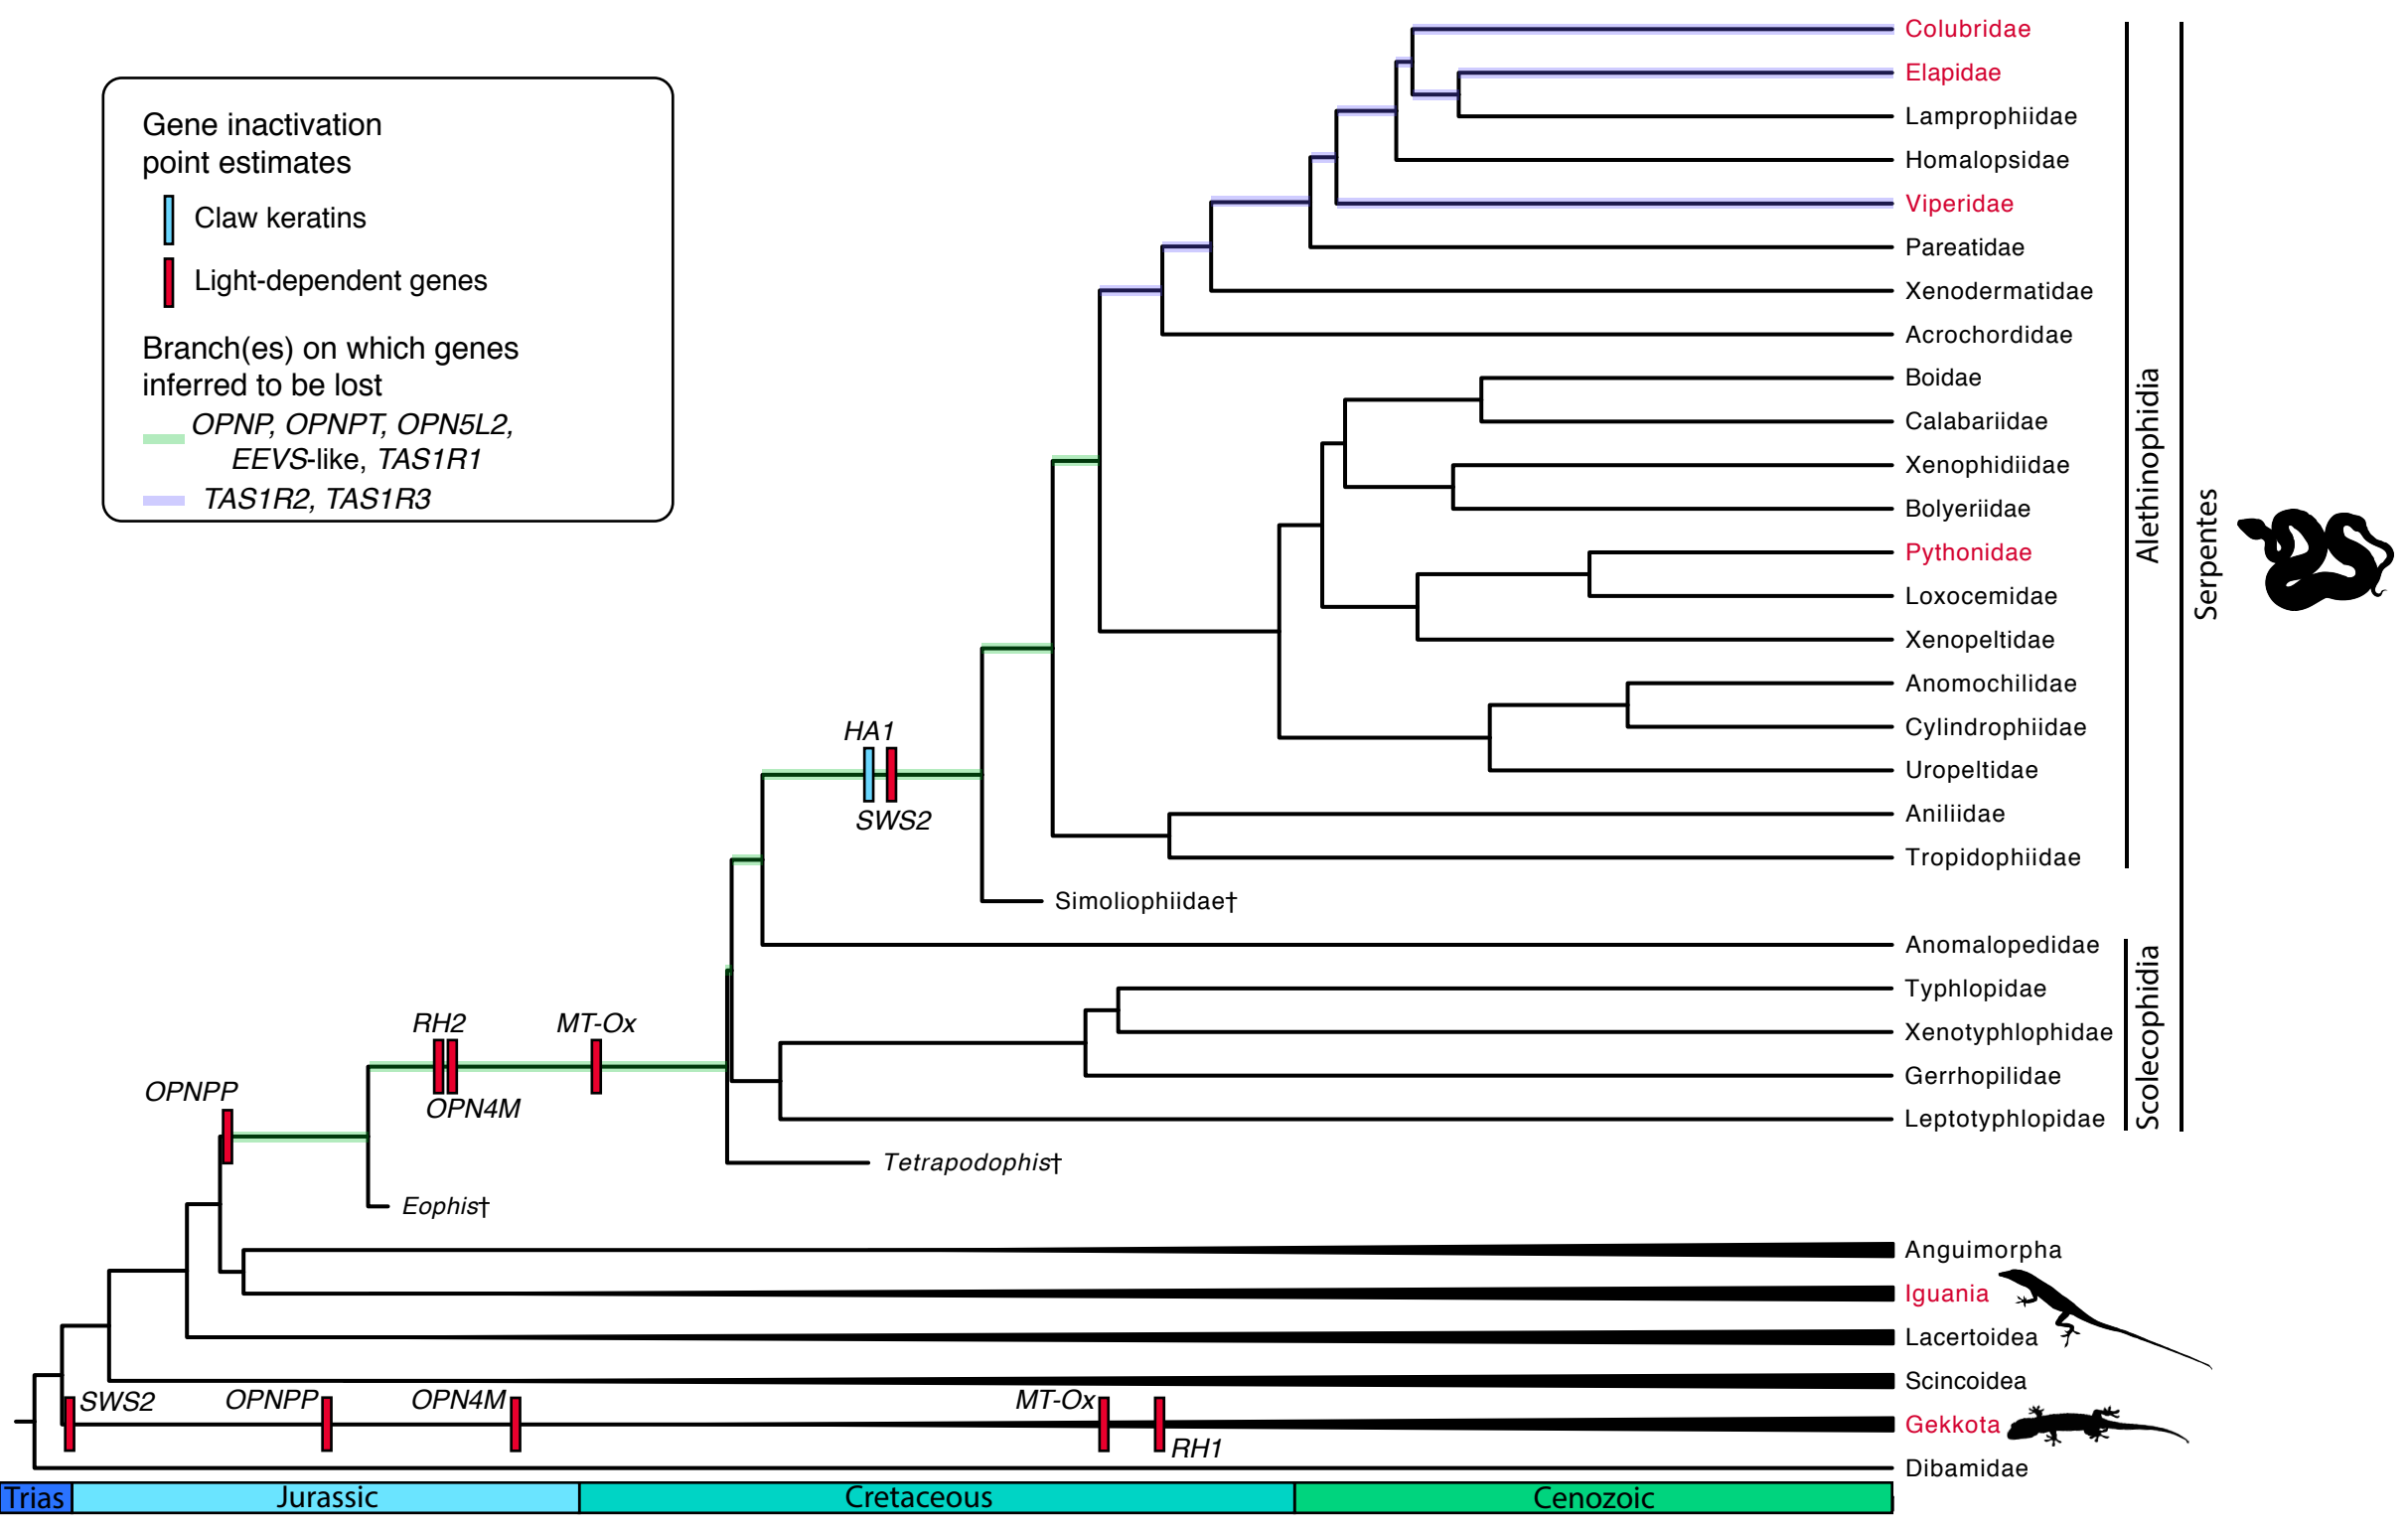 Gene inactivation
point estimates
Claw keratins
Light-dependent genes
Branch(es) on which genes
inferred to be lost
OPNP, OPNPT, OPN5L2,
EEVS-like, TAS1R1
TAS1R2, TAS1R3
Colubridae
Elapidae
Lamprophiidae
Homalopsidae
Viperidae
Pareatidae
Xenodermatidae
Acrochordidae
Boidae
Calabariidae
Xenophidiidae
Bolyeriidae
Pythonidae
Loxocemidae
Xenopeltidae
Anomochilidae
Cylindrophiidae
Uropeltidae
Aniliidae
Tropidophiidae
Simoliophiidae†
Anomalopedidae
Typhlopidae
Xenotyphlophidae
Gerrhopilidae
Leptotyphlopidae
Tetrapodophis†
Eophis†
Anguimorpha
Iguania
Lacertoidea
Scincoidea
Gekkota
Dibamidae
Alethinophidia
Scolecophidia
Serpentes
HA1
SWS2
RH2
MT-Ox
OPN4M
OPNPP
SWS2
OPNPP
OPN4M
MT-Ox
RH1
Trias
Jurassic
Cretaceous
Cenozoic